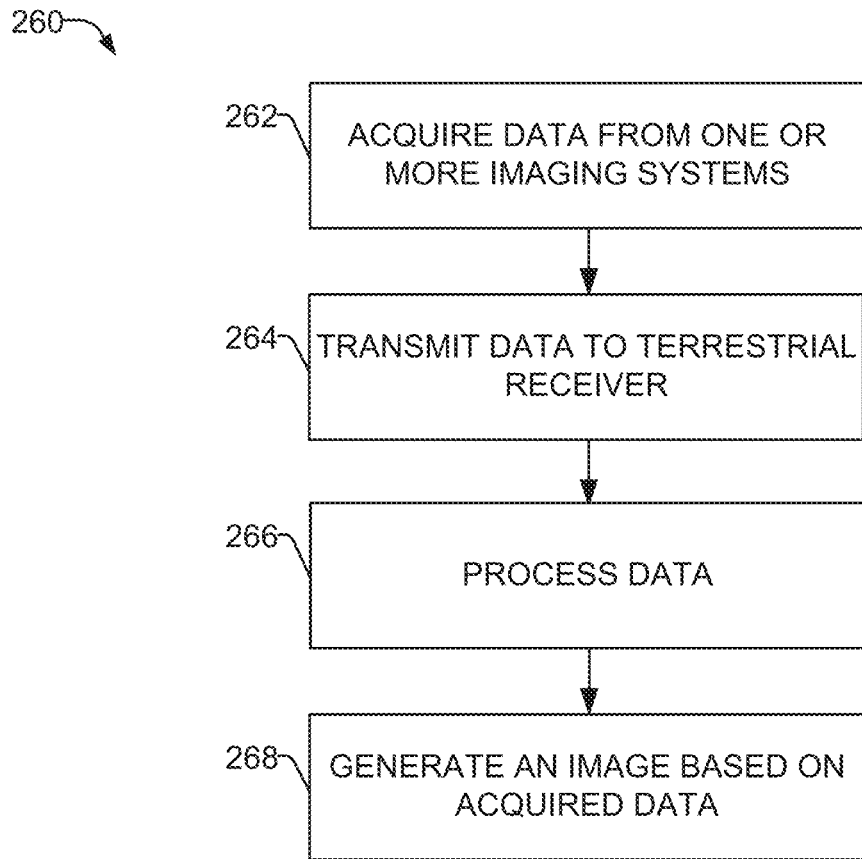 260
262
ACQUIRE DATA FROM ONE OR
MORE IMAGING SYSTEMS
264
TRANSMIT DATA TO TERRESTRIAL
RECEIVER
266
PROCESS DATA
268
GENERATE AN IMAGE BASED ON
ACQUIRED DATA